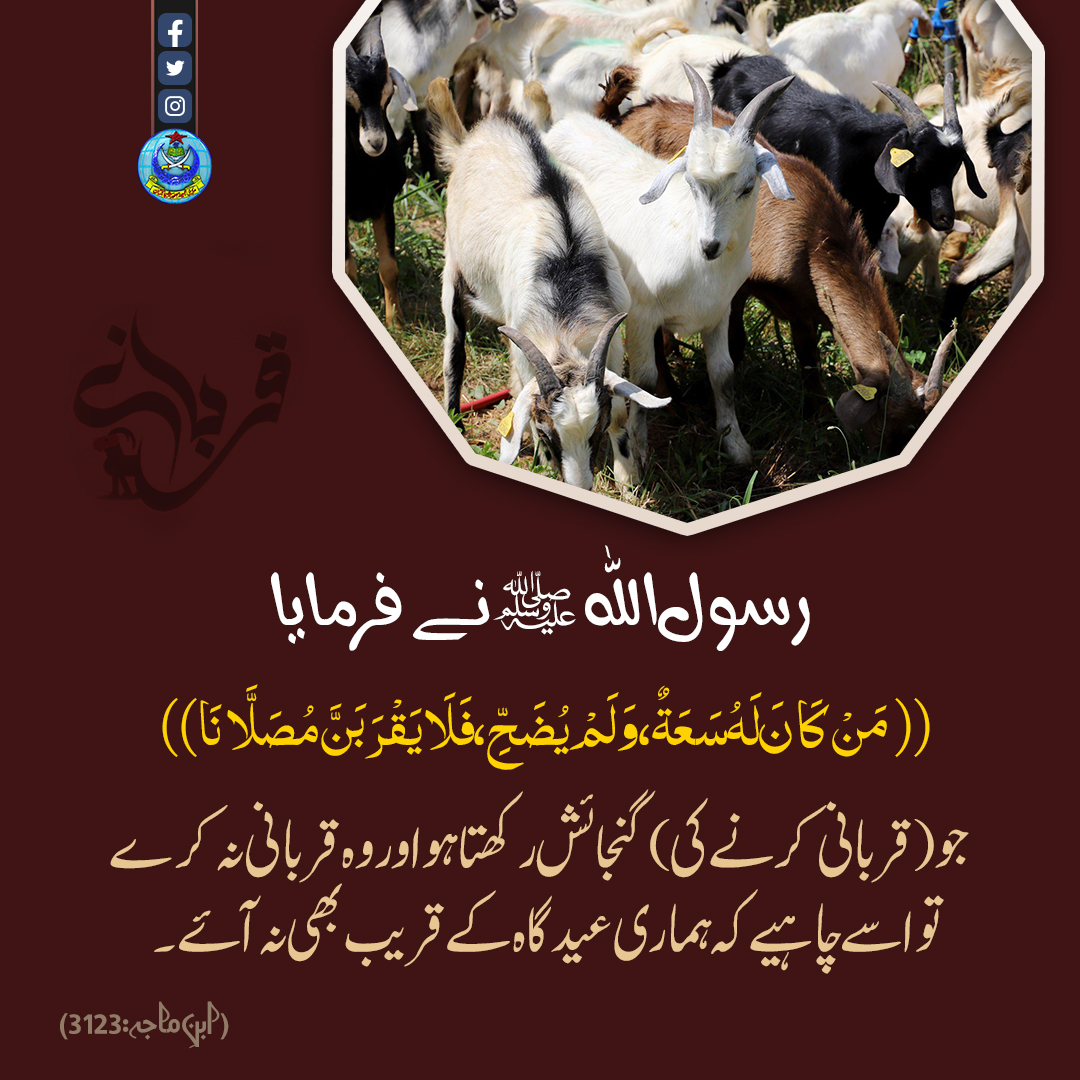 قربانی
رسول اللہ ﷺ نے فرمایا
((مَنْ كَانَ لَهُ سَعَةٌ، وَلَمْ يُضَحِّ، فَلَا يَقْرَبَنَّ مُصَلَّانَا))
جو (قربانی کرنے کی) گنجائش رکھتا ہو اور وہ قربانی نہ کرے
تو اسے چاہیے کہ ہماری عید گاہ کے قریب بھی نہ آئے۔
(ابن ماجہ: 3123)